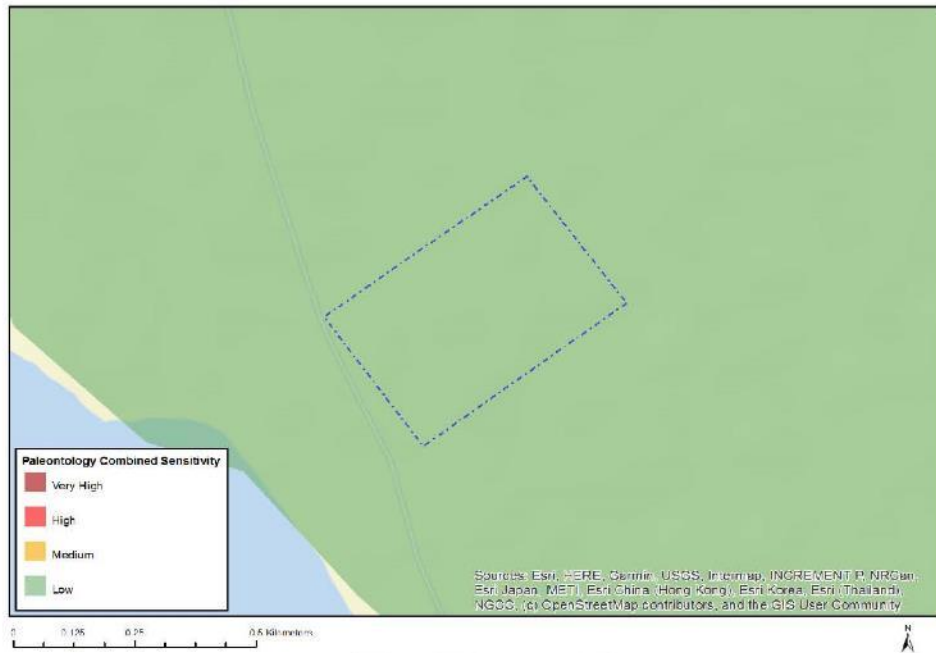 Paleontology Combined Sensitivity
Very High
High
Medium
Low
Sources: Esri, HERE, Garmin, USGS, Intermap, INCREMENT P, NRCan,
Esri Japan, METI, Esri China (Hong Kong), Esri Korea, Esri (Thailand),
NGCC, (c) OpenStreetMap contributors, and the GIS User Community
0 0.125 0.25 0.5 Kilometers
N